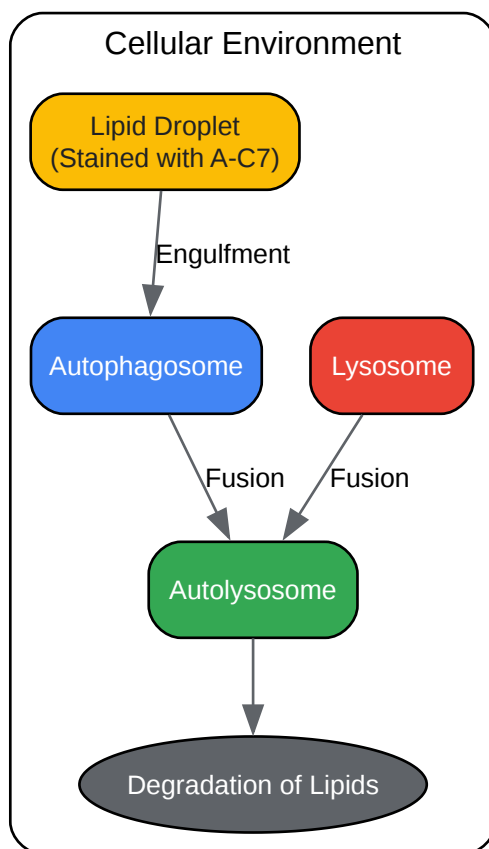 Cellular Environment
Lipid Droplet
(Stained with A-C7)
Engulfment
Autophagosome
Lysosome
Fusion
Fusion
Autolysosome
Degradation of Lipids